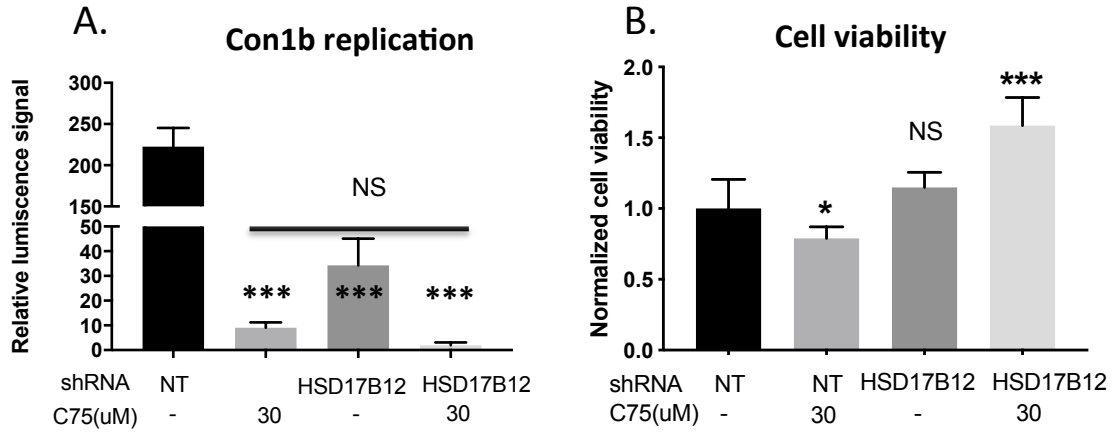 A.
Con1b replication
Relative lumiscence signal
300
250
200
150
50
40
30
20
10
0
NS
***
***
***
shRNA NT HSD17B12 HSD17B12
C75(uM) - 30 - 30
B.
Cell viability
Normalized cell viability
2.0
1.5
1.0
0.5
0.0
*
NS
***
shRNA NT NT HSD17B12 HSD17B12
C75(uM) - 30 - 30